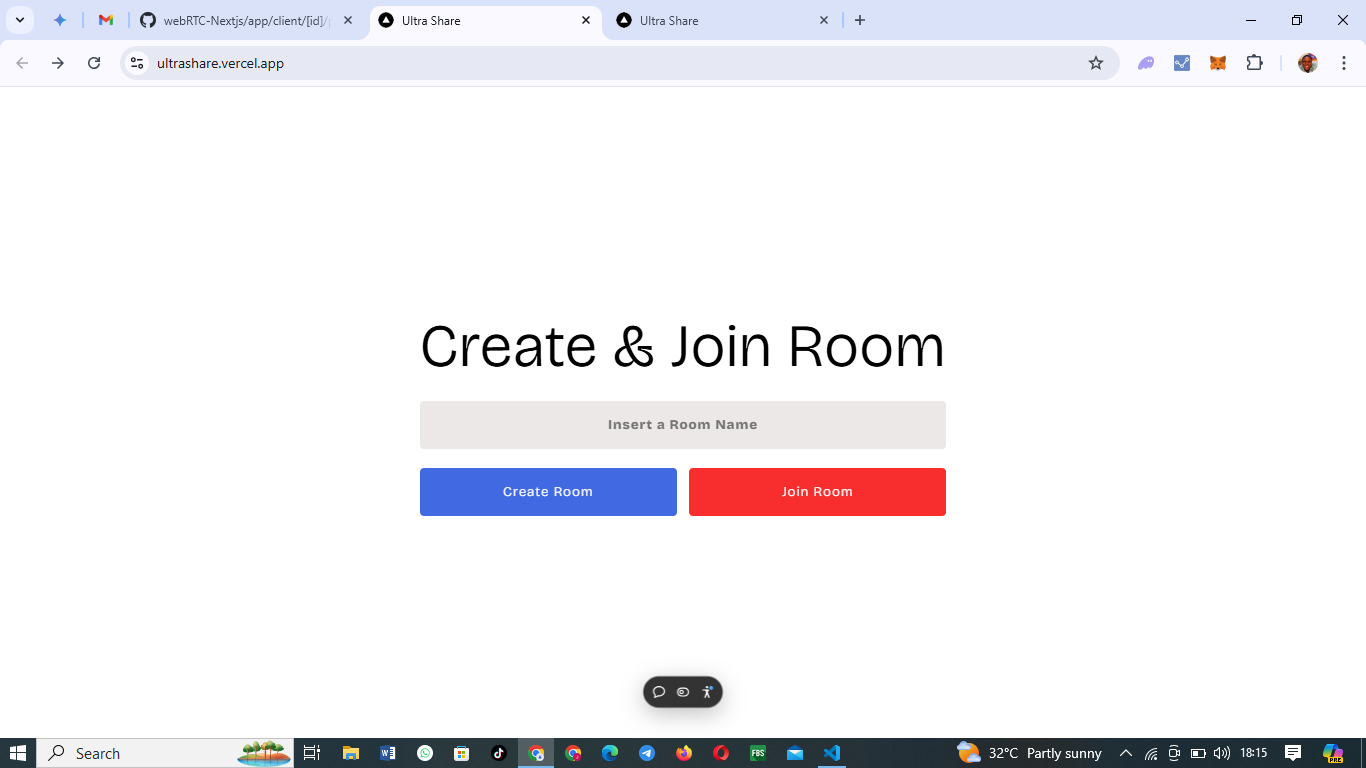 webRTC-Nextjs/app/client/[id]/
Ultra Share
Ultra Share
ultrashare.vercel.app
Create & Join Room
Insert a Room Name
Create Room
Join Room
Search
FBS
32°C Partly sunny
18:15
PRE